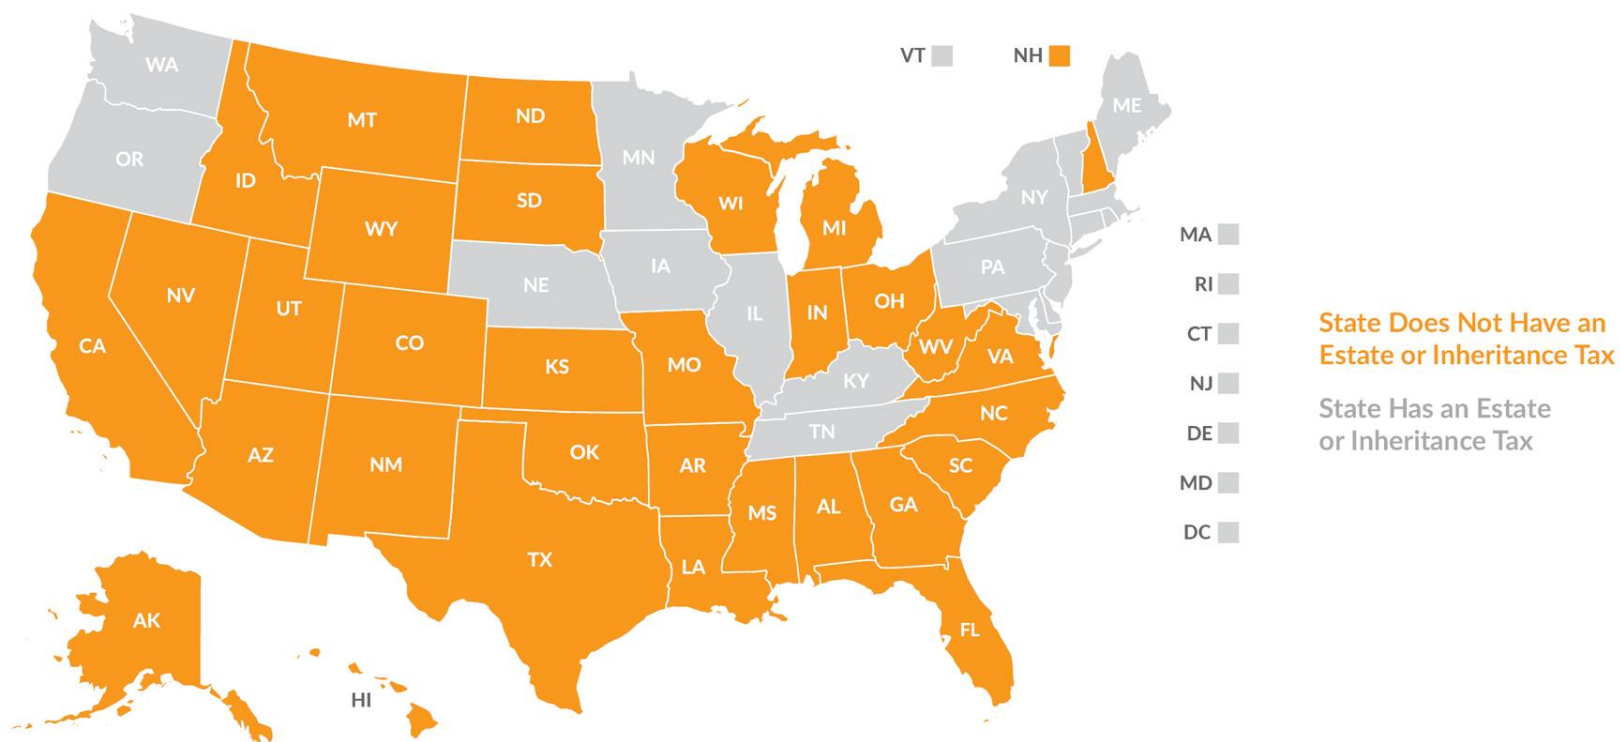 VT
NH
WA
ME
MT
ND
OR
MN
ID
SD
WI
NY
WY
MI
MA
IA
PA
NE
RI
NV
UT
IL
IN
OH
CT
CA
CO
WV
VA
KS
MO
KY
NJ
State Does Not Have an
Estate or Inheritance Tax
State Has an Estate
or Inheritance Tax
NC
TN
DE
AZ
NM
OK
AR
SC
MD
MS
AL
GA
DC
TX
LA
AK
FL
HI